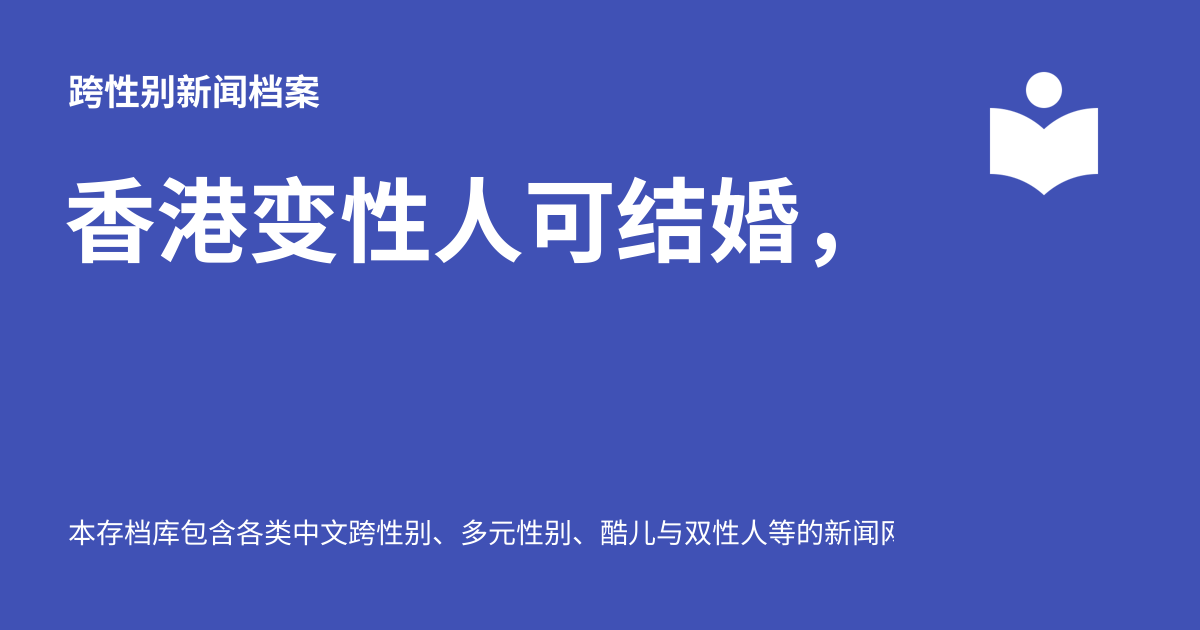 跨性别新闻档案
香港变性人可结婚，
本存档库包含各类中文跨性别、多元性别、酷儿与双性人等的新闻